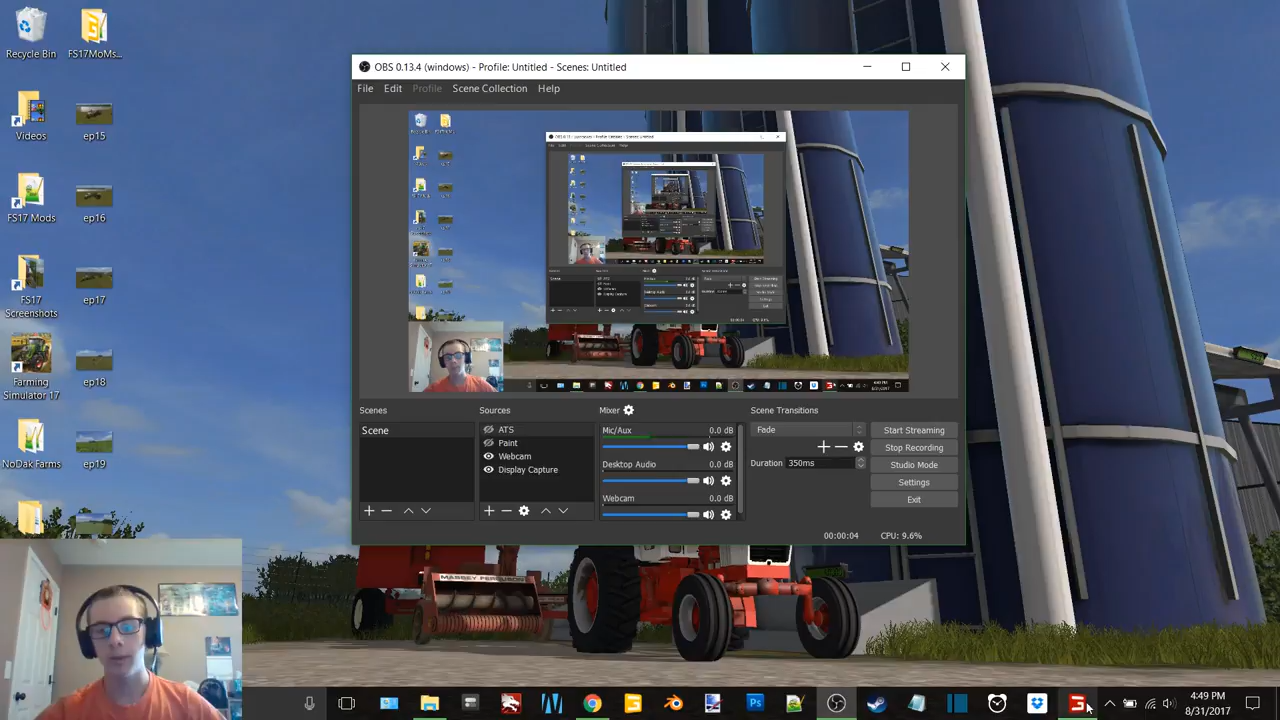 Recycle Bin
FS17MoMs...
Videos
ep15
FS17 Mods
ep16
FS17
Screenshots
ep17
Farming
Simulator 17
ep18
NoDak Farms
ep19
OBS 0.13.4 (windows) - Profile: Untitled - Scenes: Untitled
File Edit Profile Scene Collection Help
Scenes
Scene
Sources
ATS
Paint
Webcam
Display Capture
Mixer
Mic/Aux 0.0 dB
Desktop Audio 0.0 dB
Webcam 0.0 dB
Scene Transitions
Fade
Duration 350ms
Start Streaming
Stop Recording
Studio Mode
Settings
Exit
00:00:04 CPU: 9.6%
MASSEY FERGUSON
Ps
4:49 PM
8/31/2017